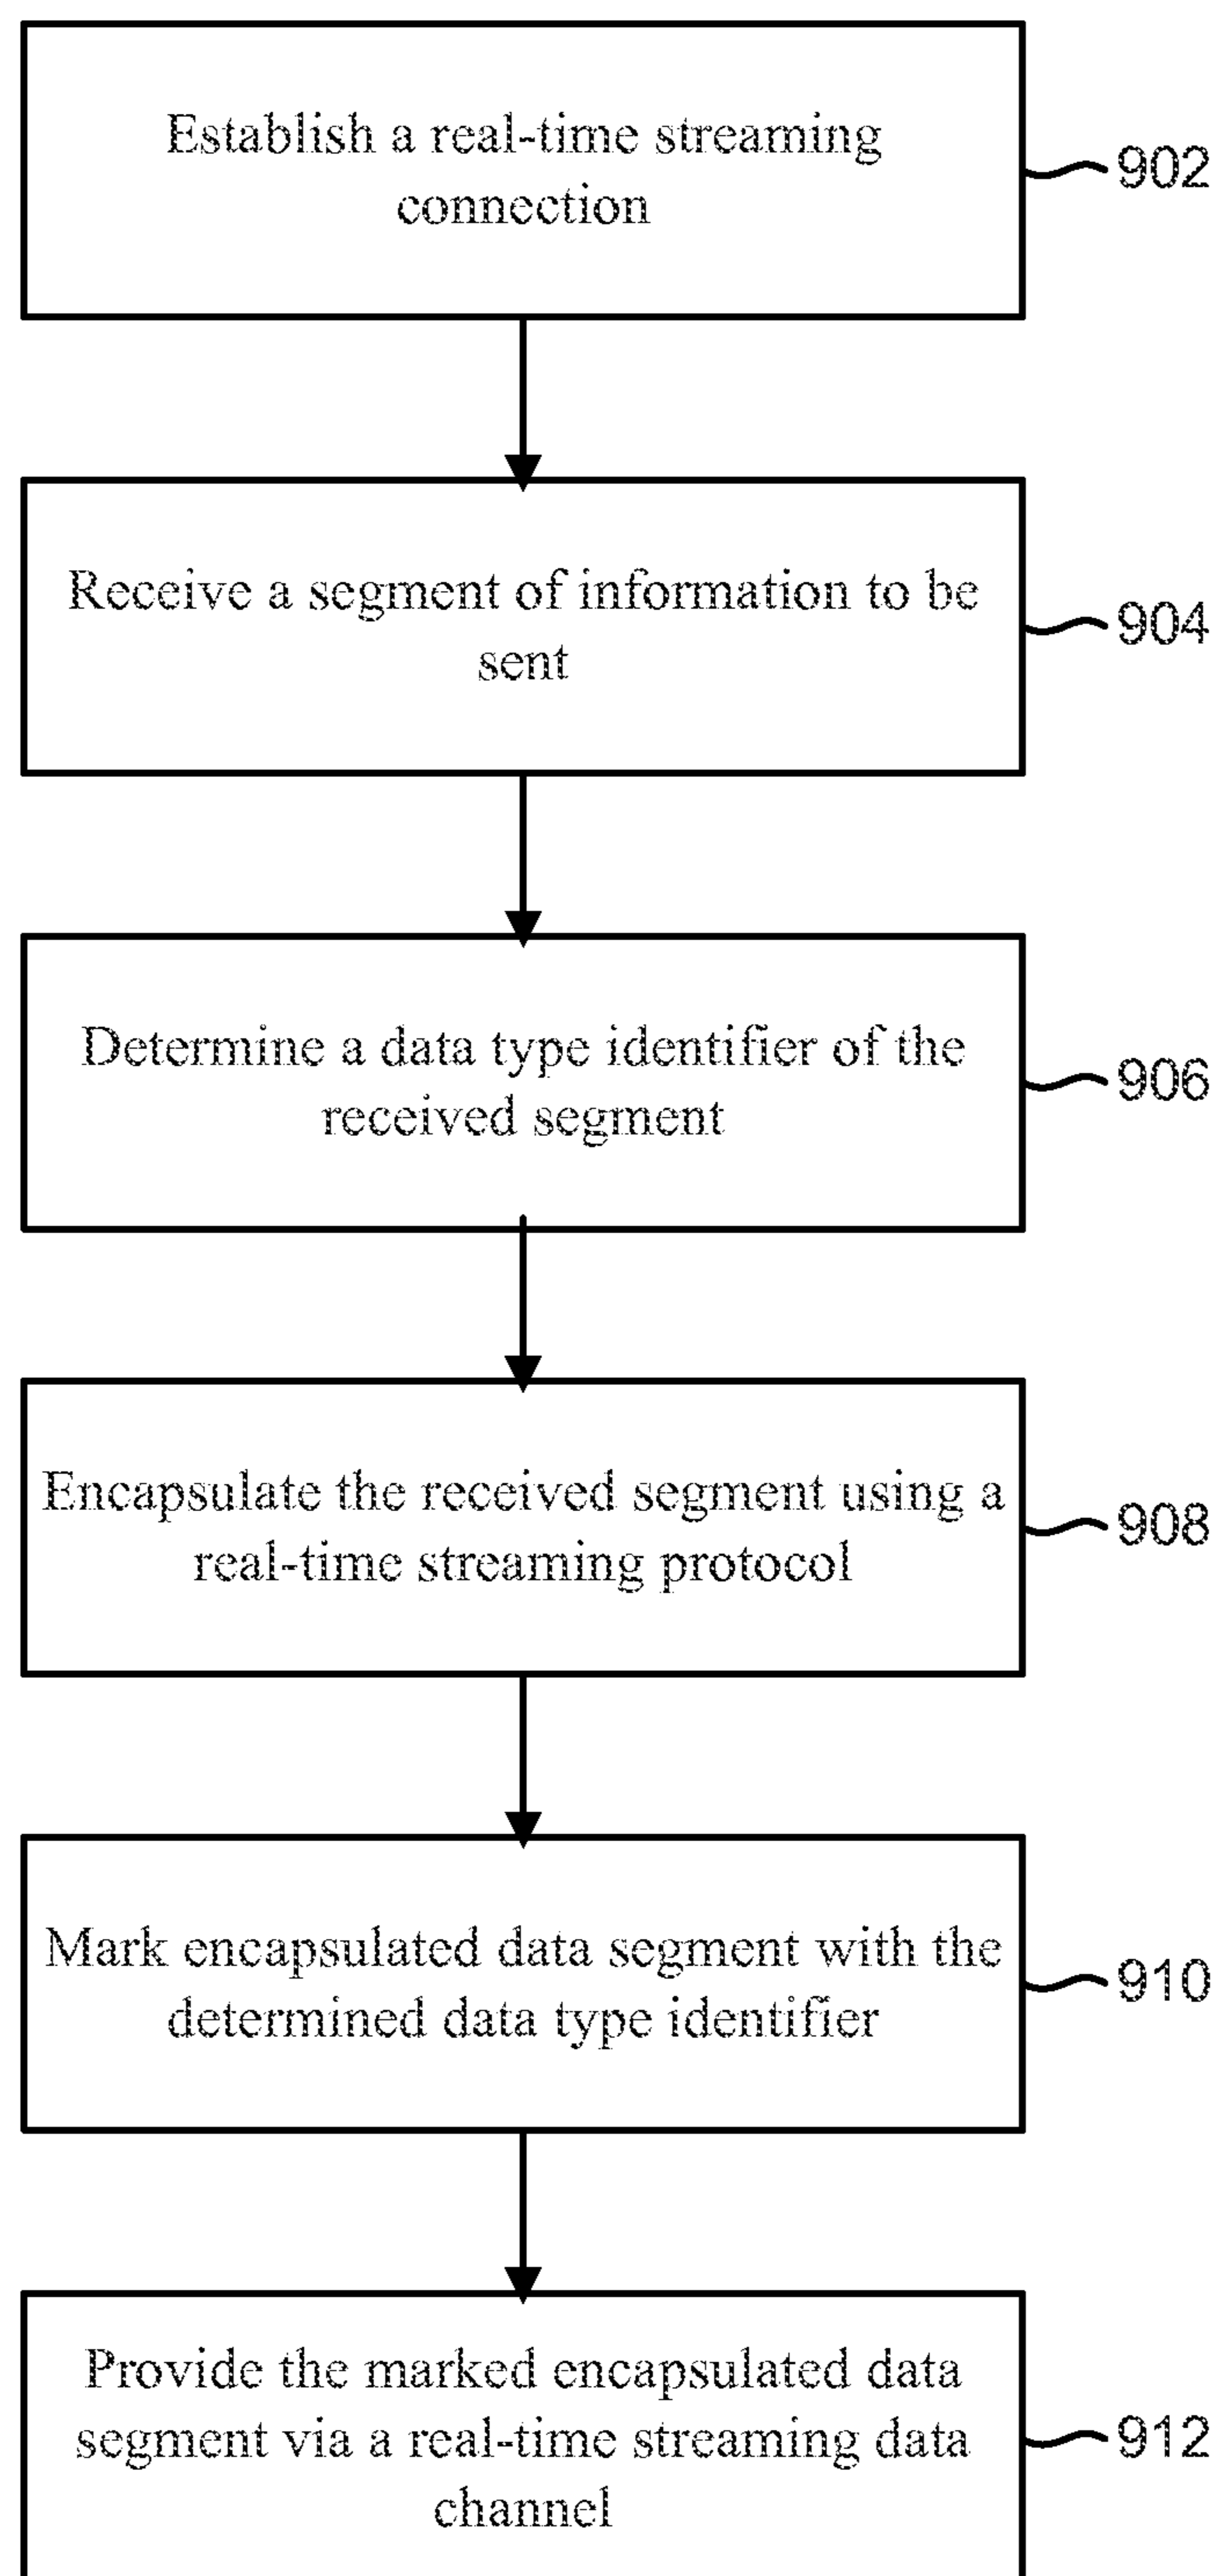 Establish a real-time streaming
connection
902
Receive a segment of information to be
sent
904
Determine a data type identifier of the
received segment
906
Encapsulate the received segment using a
real-time streaming protocol
908
Mark encapsulated data segment with the
determined data type identifier
910
Provide the marked encapsulated data
segment via a real-time streaming data
channel
912